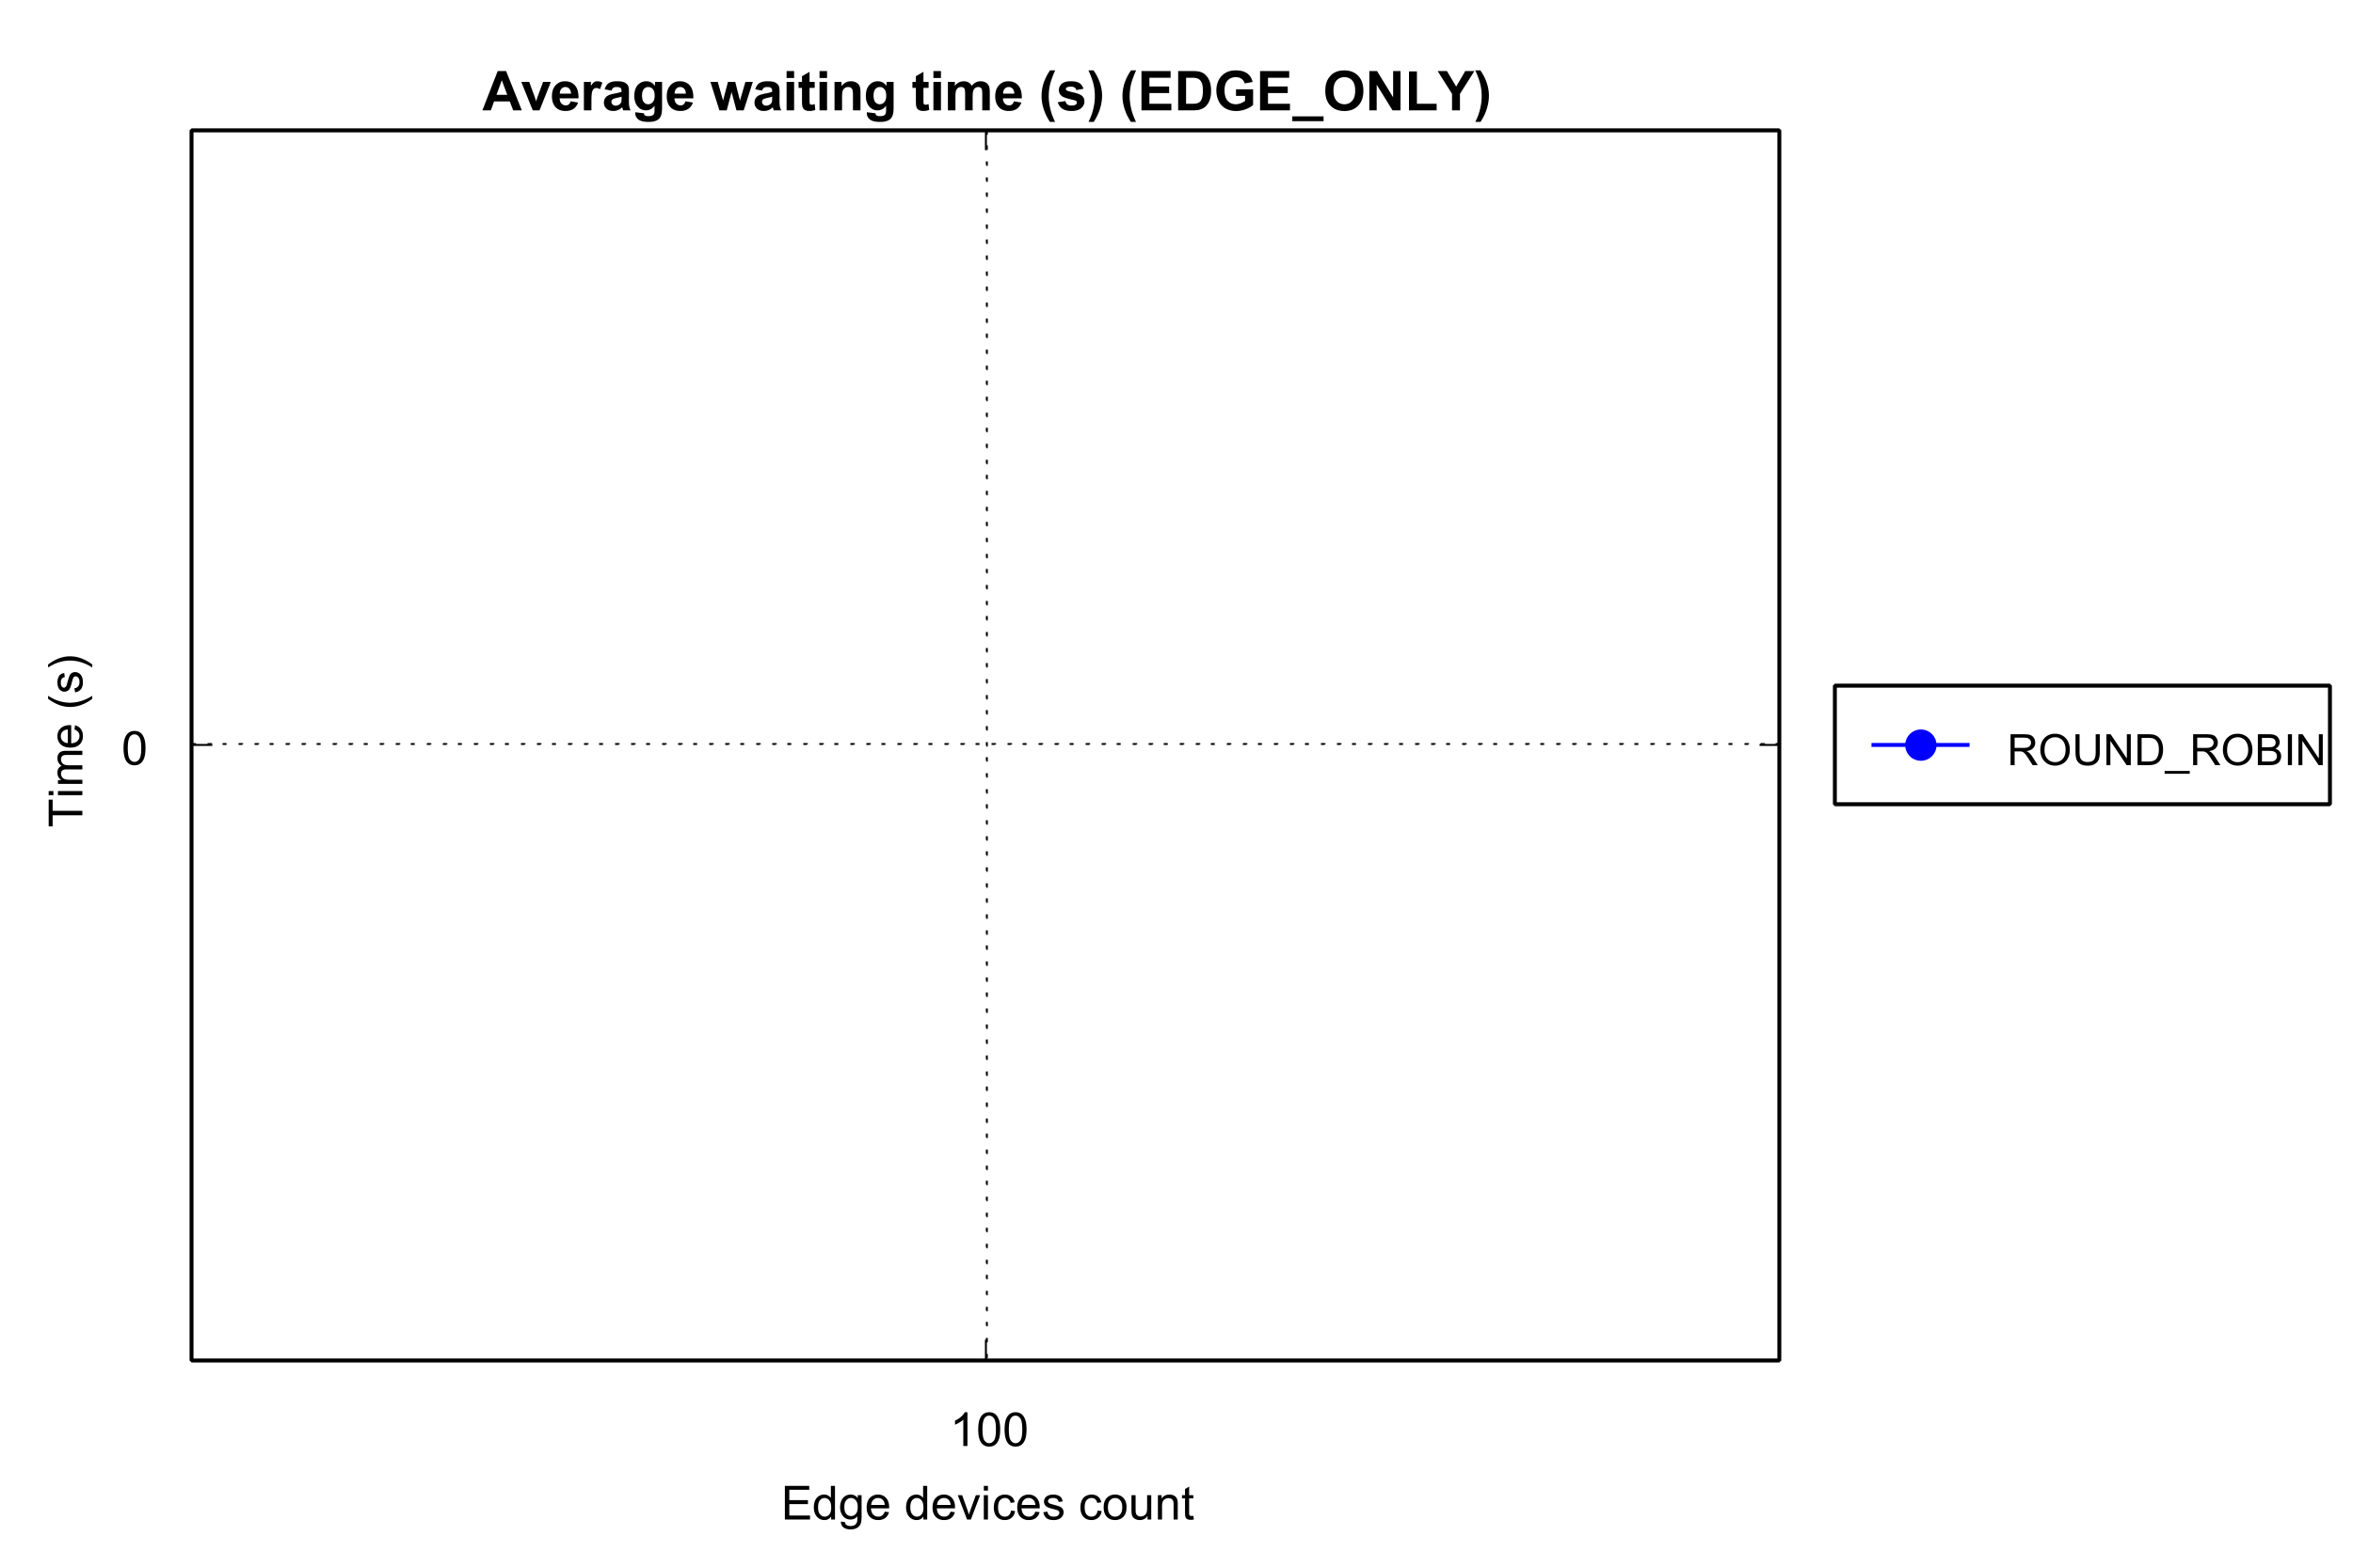 Average waiting time (s) (EDGE_ONLY)
Time (s)
0
ROUND_ROBIN
100
Edge devices count